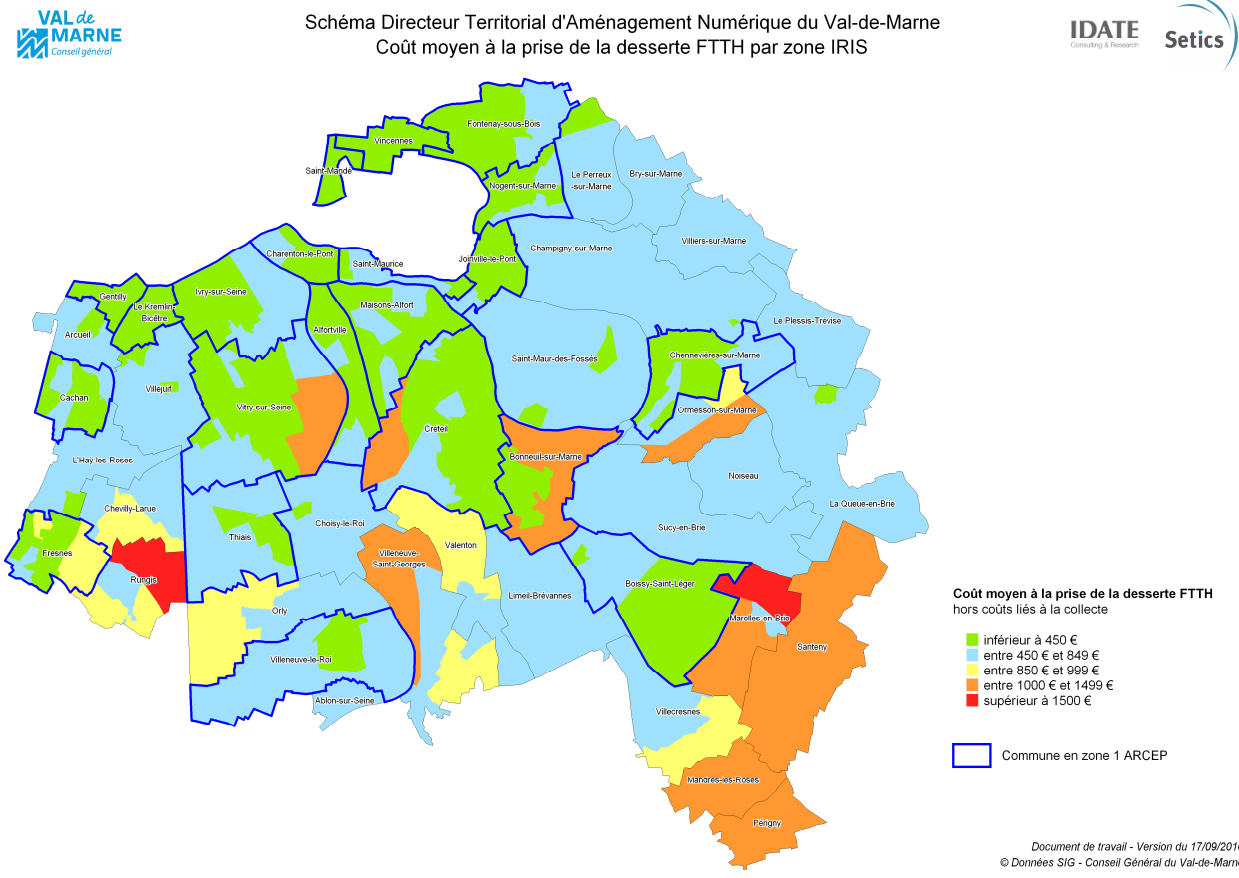 VAL de
MARNE
Conseil général
Schéma Directeur Territorial d'Aménagement Numérique du Val-de-Marne
Coût moyen à la prise de la desserte FTTH par zone IRIS
IDATE
Consulting & Research
Setics
Fontenay-sous-Bois
Vincennes
Saint-Mandé
Nogent-sur-Marne
Le Perreux
-sur-Marne
Bry-sur-Marne
Villiers-sur-Marne
Champigny-sur-Marne
Charenton-le-Pont
Saint-Maurice
Joinville-le-Pont
Gentilly
Le Kremlin-
Bicêtre
Ivry-sur-Seine
Maisons-Alfort
Arcueil
Alfortville
Le Plessis-Trévise
Saint-Maur-des-Fossés
Chennevières-sur-Marne
Cachan
Villejuif
Vitry-sur-Seine
Ormesson-sur-Marne
Créteil
L'Haÿ-les-Roses
Bonneuil-sur-Marne
Noiseau
La Queue-en-Brie
Chevilly-Larue
Choisy-le-Roi
Sucy-en-Brie
Thiais
Fresnes
Valenton
Villeneuve-
Saint-Georges
Rungis
Boissy-Saint-Léger
Limeil-Brévannes
Orly
Marolles-en-Brie
Santeny
Villeneuve-le-Roi
Ablon-sur-Seine
Villecresnes
Mandres-les-Roses
Périgny
Coût moyen à la prise de la desserte FTTH
hors coûts liés à la collecte
inférieur à 450 €
entre 450 € et 849 €
entre 850 € et 999 €
entre 1000 € et 1499 €
supérieur à 1500 €
Commune en zone 1 ARCEP
Document de travail - Version du 17/09/201
© Données SIG - Conseil Général du Val-de-Marne